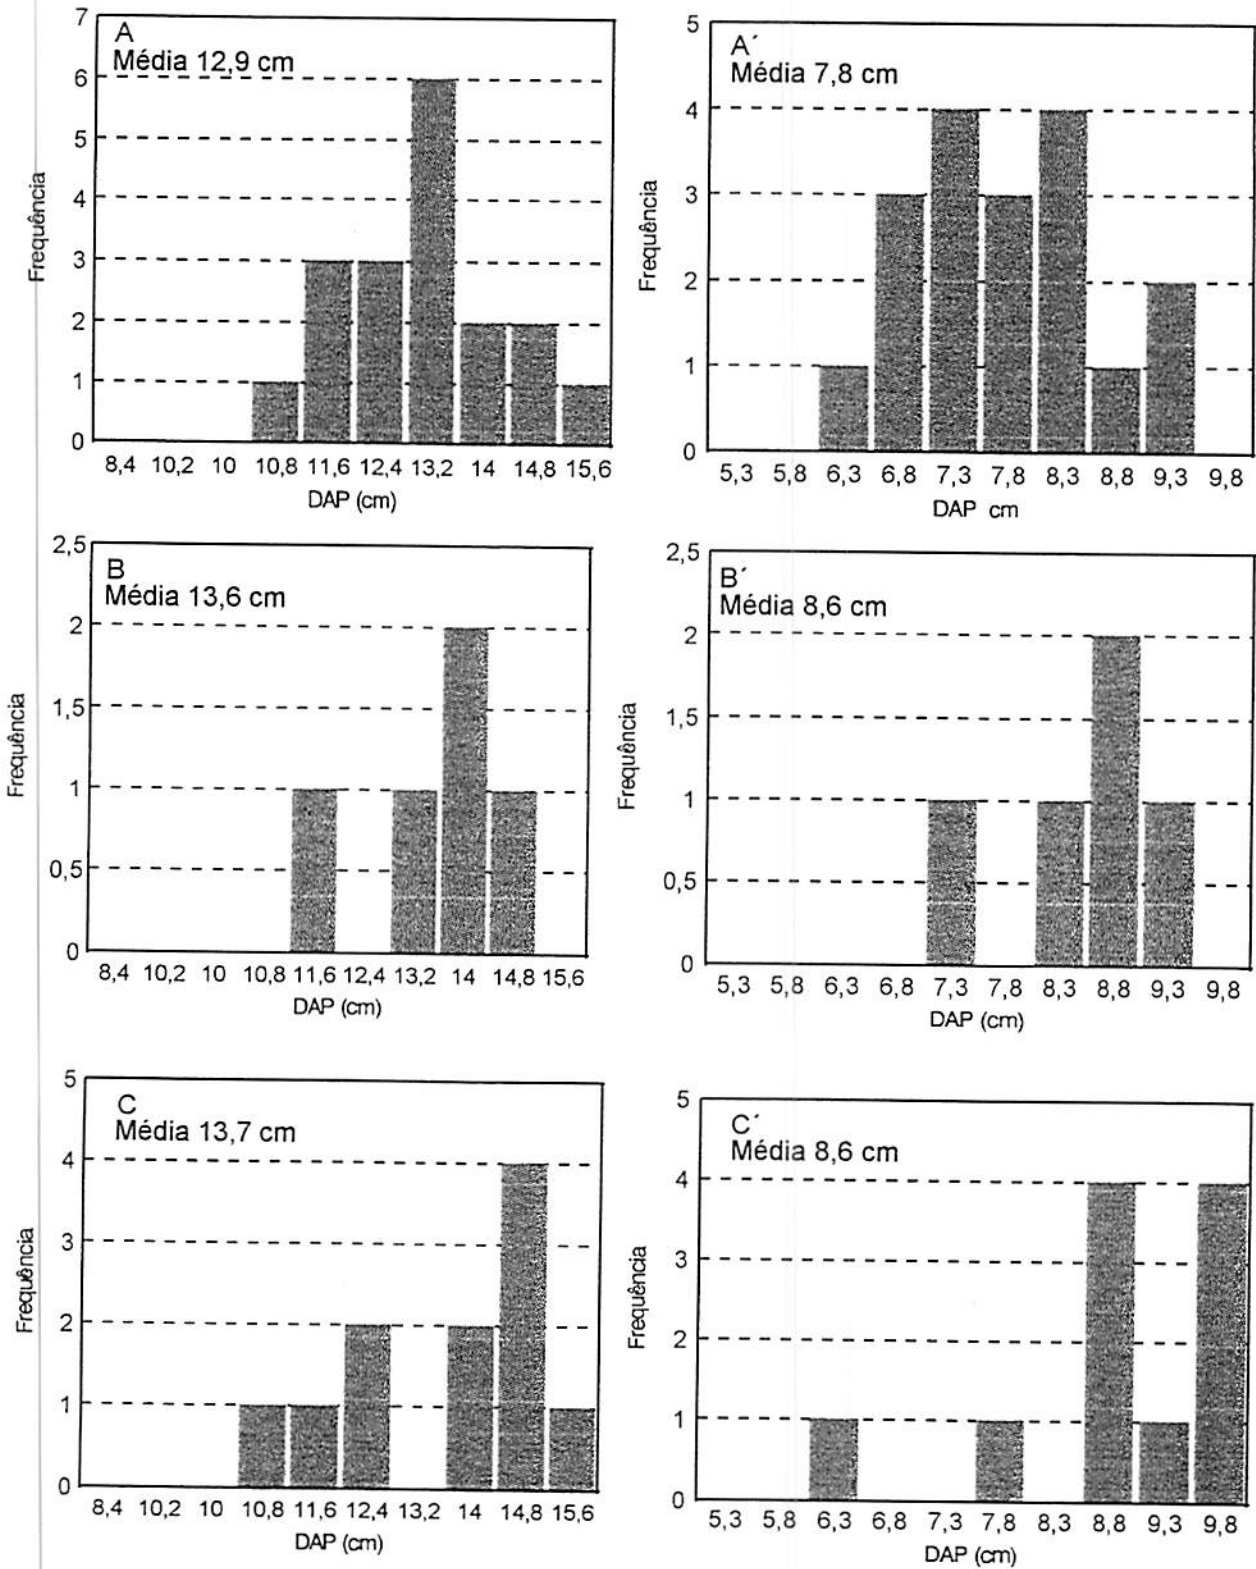 A
Média 12,9 cm
7
6
5
4
3
2
1
0
Frequência
8,4 10,2 10 10,8 11,6 12,4 13,2 14 14,8 15,6
DAP (cm)
A´
Média 7,8 cm
5
4
3
2
1
0
Frequência
5,3 5,8 6,3 6,8 7,3 7,8 8,3 8,8 9,3 9,8
DAP cm
B
Média 13,6 cm
2,5
2
1,5
1
0,5
0
Frequência
8,4 10,2 10 10,8 11,6 12,4 13,2 14 14,8 15,6
DAP (cm)
B´
Média 8,6 cm
2,5
2
1,5
1
0,5
0
Frequência
5,3 5,8 6,3 6,8 7,3 7,8 8,3 8,8 9,3 9,8
DAP (cm)
C
Média 13,7 cm
5
4
3
2
1
0
Frequência
8,4 10,2 10 10,8 11,6 12,4 13,2 14 14,8 15,6
DAP (cm)
C´
Média 8,6 cm
5
4
3
2
1
0
Frequência
5,3 5,8 6,3 6,8 7,3 7,8 8,3 8,8 9,3 9,8
DAP (cm)